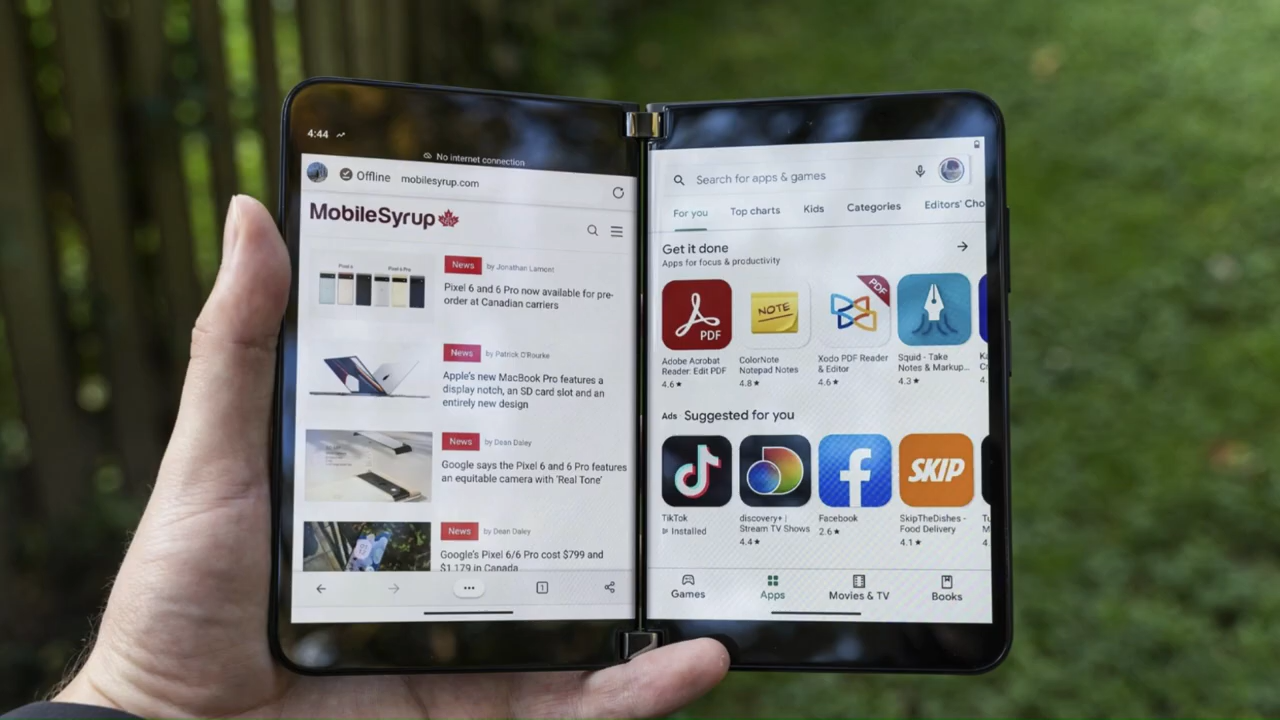 4:44
No internet connection
Offline mobilesyrup.com
MobileSyrup
News by Jonathan Lamont
Pixel 6 and 6 Pro now available for pre-
order at Canadian carriers
News by Patrick O'Rourke
Apple's new MacBook Pro features a
display notch, an SD card slot and an
entirely new design
News by Dean Daley
Google says the Pixel 6 and 6 Pro features
an equitable camera with 'Real Tone'
News by Dean Daley
Google's Pixel 6/6 Pro cost $799 and
$1,179 in Canada
1
Search for apps & games
For you Top charts Kids Categories Editors' Cho
Get it done
Apps for focus & productivity
PDF
NOTE
PDF
Adobe Acrobat
Reader: Edit PDF
4.6★
ColorNote
Notepad Notes
4.8★
Xodo PDF Reader
& Editor
4.6★
Squid - Take
Notes & Markup...
4.3★
4.
Ads Suggested for you
SKIP
TikTok
Installed
discovery+ |
Stream TV Shows
4.4★
Facebook
2.6★
SkipTheDishes -
Food Delivery
4.1★
4
Games Apps Movies & TV Books